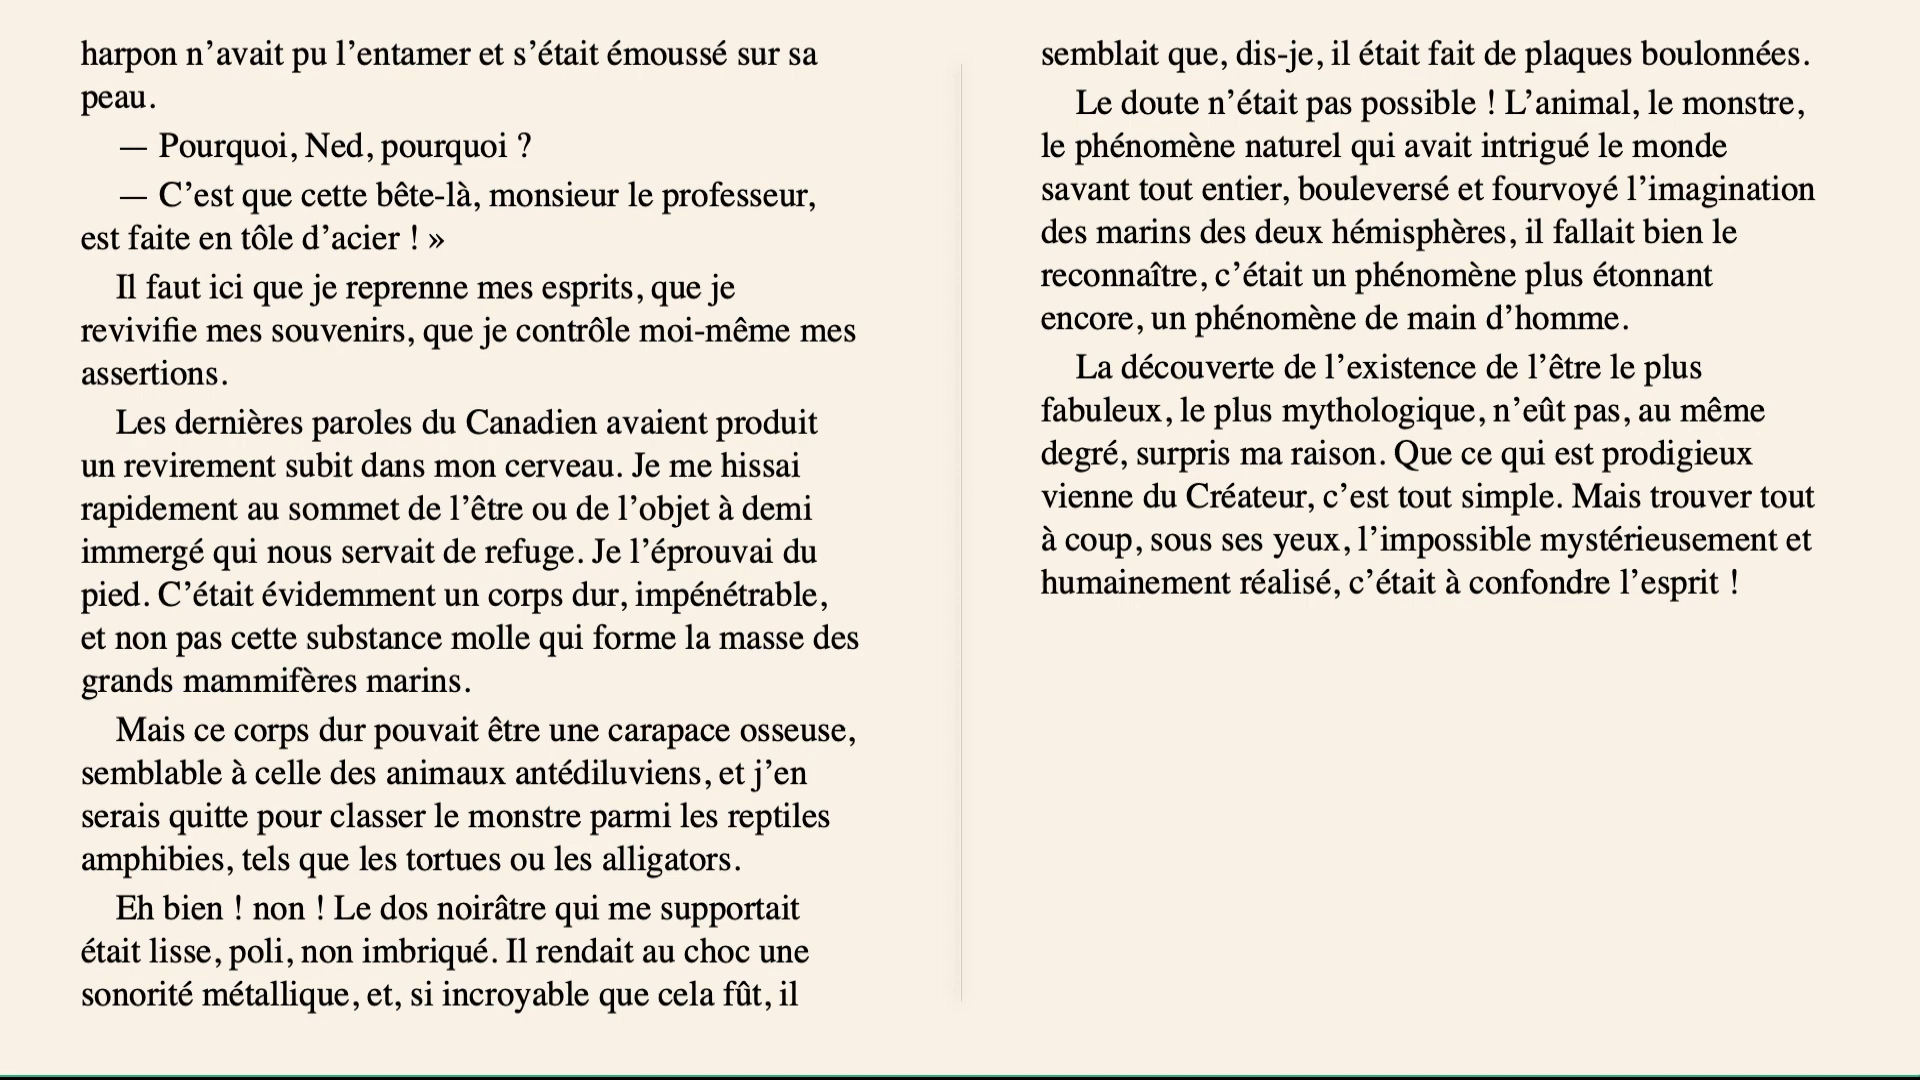 harpon n’avait pu l’entamer et s’était émoussé sur sa
peau.
— Pourquoi, Ned, pourquoi ?
— C’est que cette bête-là, monsieur le professeur,
est faite en tôle d’acier ! »
Il faut ici que je reprenne mes esprits, que je
revivifie mes souvenirs, que je contrôle moi-même mes
assertions.
Les dernières paroles du Canadien avaient produit
un revirement subit dans mon cerveau. Je me hissai
rapidement au sommet de l’être ou de l’objet à demi
immergé qui nous servait de refuge. Je l’éprouvai du
pied. C’était évidemment un corps dur, impénétrable,
et non pas cette substance molle qui forme la masse des
grands mammifères marins.
Mais ce corps dur pouvait être une carapace osseuse,
semblable à celle des animaux antédiluviens, et j’en
serais quitte pour classer le monstre parmi les reptiles
amphibies, tels que les tortues ou les alligators.
Eh bien ! non ! Le dos noirâtre qui me supportait
était lisse, poli, non imbriqué. Il rendait au choc une
sonorité métallique, et, si incroyable que cela fût, il
semblait que, dis-je, il était fait de plaques boulonnées.
Le doute n’était pas possible ! L’animal, le monstre,
le phénomène naturel qui avait intrigué le monde
savant tout entier, bouleversé et fourvoyé l’imagination
des marins des deux hémisphères, il fallait bien le
reconnaître, c’était un phénomène plus étonnant
encore, un phénomène de main d’homme.
La découverte de l’existence de l’être le plus
fabuleux, le plus mythologique, n’eût pas, au même
degré, surpris ma raison. Que ce qui est prodigieux
vienne du Créateur, c’est tout simple. Mais trouver tout
à coup, sous ses yeux, l’impossible mystérieusement et
humainement réalisé, c’était à confondre l’esprit !